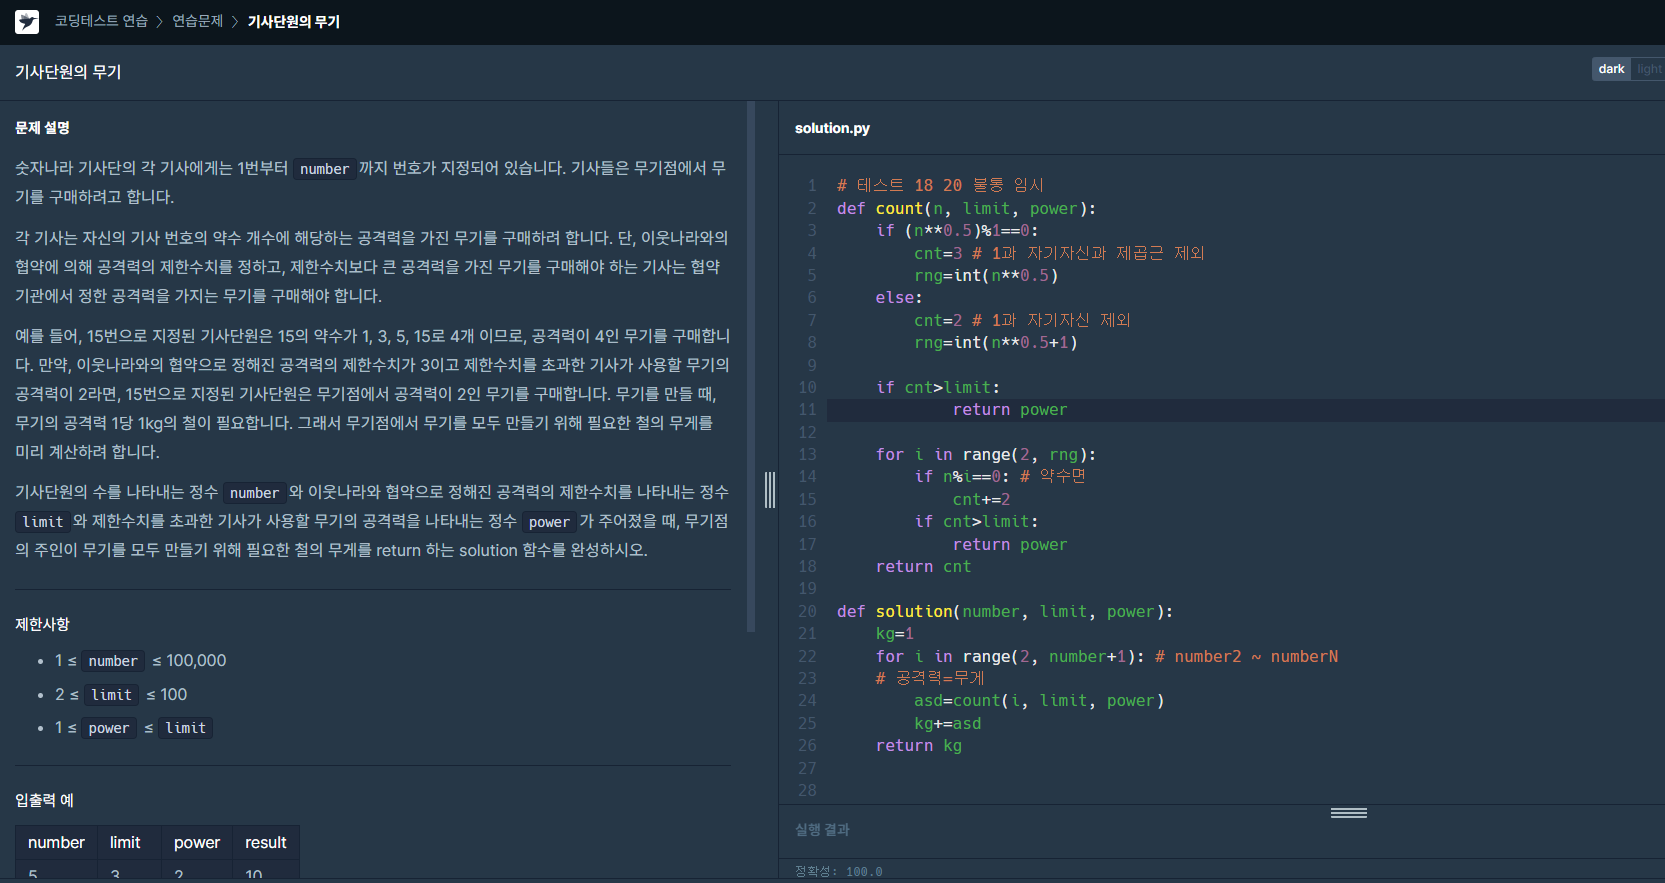 코딩테스트 연습 > 연습문제 > 기사단원의 무기
기사단원의 무기
dark light
문제 설명
숫자나라 기사단의 각 기사에게는 1번부터 number 까지 번호가 지정되어 있습니다. 기사들은 무기점에서 무
기를 구매하려고 합니다.
각 기사는 자신의 기사 번호의 약수 개수에 해당하는 공격력을 가진 무기를 구매하려 합니다. 단, 이웃나라와의
협약에 의해 공격력의 제한수치를 정하고, 제한수치보다 큰 공격력을 가진 무기를 구매해야 하는 기사는 협약
기관에서 정한 공격력을 가지는 무기를 구매해야 합니다.
예를 들어, 15번으로 지정된 기사단원은 15의 약수가 1, 3, 5, 15로 4개 이므로, 공격력이 4인 무기를 구매합니
다. 만약, 이웃나라와의 협약으로 정해진 공격력의 제한수치가 3이고 제한수치를 초과한 기사가 사용할 무기의
공격력이 2라면, 15번으로 지정된 기사단원은 무기점에서 공격력이 2인 무기를 구매합니다. 무기를 만들 때,
무기의 공격력 1당 1kg의 철이 필요합니다. 그래서 무기점에서 무기를 모두 만들기 위해 필요한 철의 무게를
미리 계산하려 합니다.
기사단원의 수를 나타내는 정수 number 와 이웃나라와 협약으로 정해진 공격력의 제한수치를 나타내는 정수
limit 와 제한수치를 초과한 기사가 사용할 무기의 공격력을 나타내는 정수 power 가 주어졌을 때, 무기점
의 주인이 무기를 모두 만들기 위해 필요한 철의 무게를 return 하는 solution 함수를 완성하시오.
제한사항
• 1 ≤ number ≤ 100,000
• 2 ≤ limit ≤ 100
• 1 ≤ power ≤ limit
입출력 예
number limit power result
5 3 2 10
solution.py
1 # 테스트 18 20 불통 임시
2 def count(n, limit, power):
3     if (n**0.5)%1==0:
4         cnt=3 # 1과 자기자신과 제곱근 제외
5         rng=int(n**0.5)
6     else:
7         cnt=2 # 1과 자기자신 제외
8         rng=int(n**0.5+1)
9
10     if cnt>limit:
11             return power
12
13     for i in range(2, rng):
14         if n%i==0: # 약수면
15             cnt+=2
16         if cnt>limit:
17             return power
18     return cnt
19
20 def solution(number, limit, power):
21     kg=1
22     for i in range(2, number+1): # number2 ~ numberN
23     # 공격력=무게
24         asd=count(i, limit, power)
25         kg+=asd
26     return kg
27
28
실행 결과
정확성: 100.0